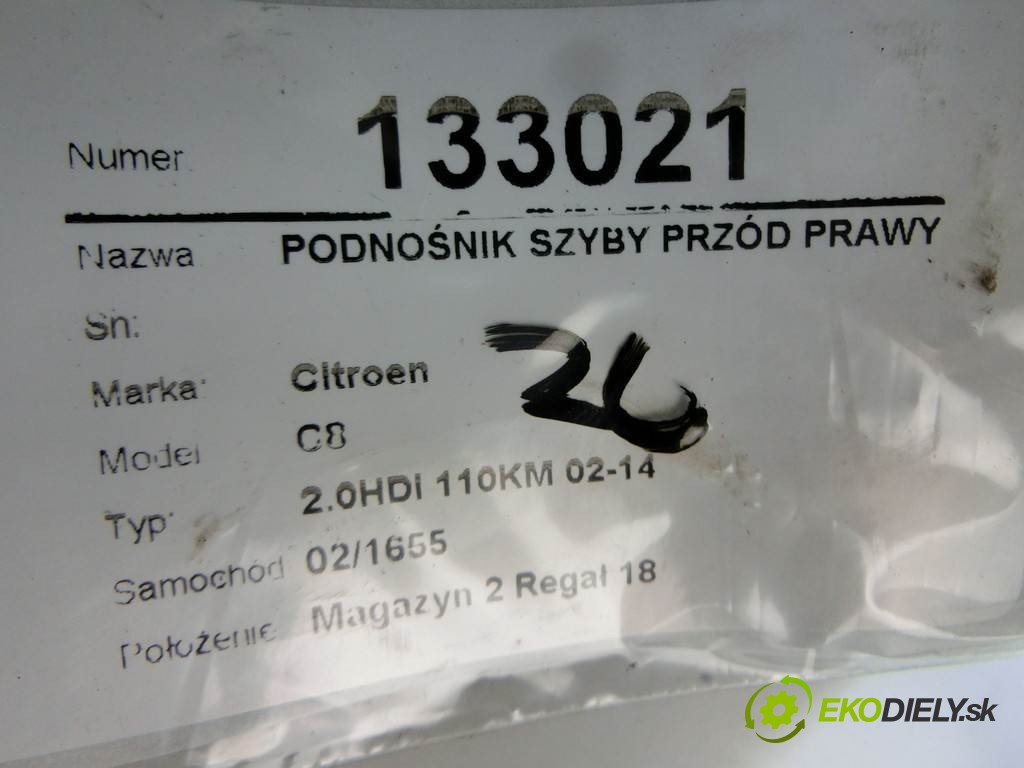 Numer 133021
Nazwa PODNOŚNIK SZYBY PRZÓD PRAWY
Sn:
Marka: Citroen
26
Model C8
Typ: 2.0HDI 110KM 02-14
Samochód 02/1655
Położenie Magazyn 2 Regał 18
EKODIELY.sk